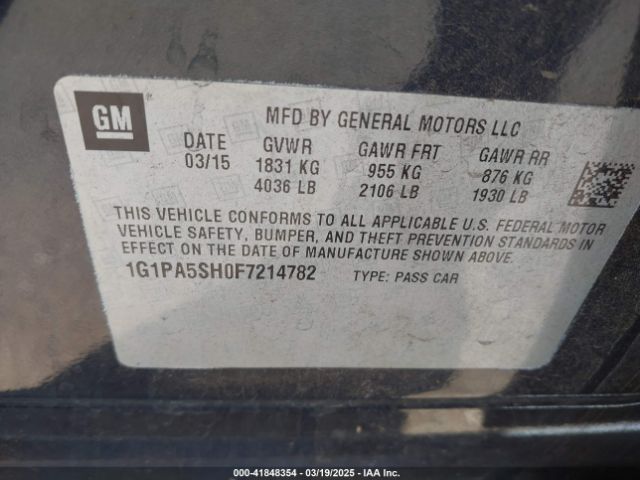 GM
MFD BY GENERAL MOTORS LLC
DATE GVWR GAWR FRT GAWR RR
03/15 1831 KG 955 KG 876 KG
4036 LB 2106 LB 1930 LB
THIS VEHICLE CONFORMS TO ALL APPLICABLE U.S. FEDERAL MOTOR
VEHICLE SAFETY, BUMPER, AND THEFT PREVENTION STANDARDS IN
EFFECT ON THE DATE OF MANUFACTURE SHOWN ABOVE.
1G1PA5SH0F7214782 TYPE: PASS CAR
000-41848354 — 03/19/2025 — IAA Inc.